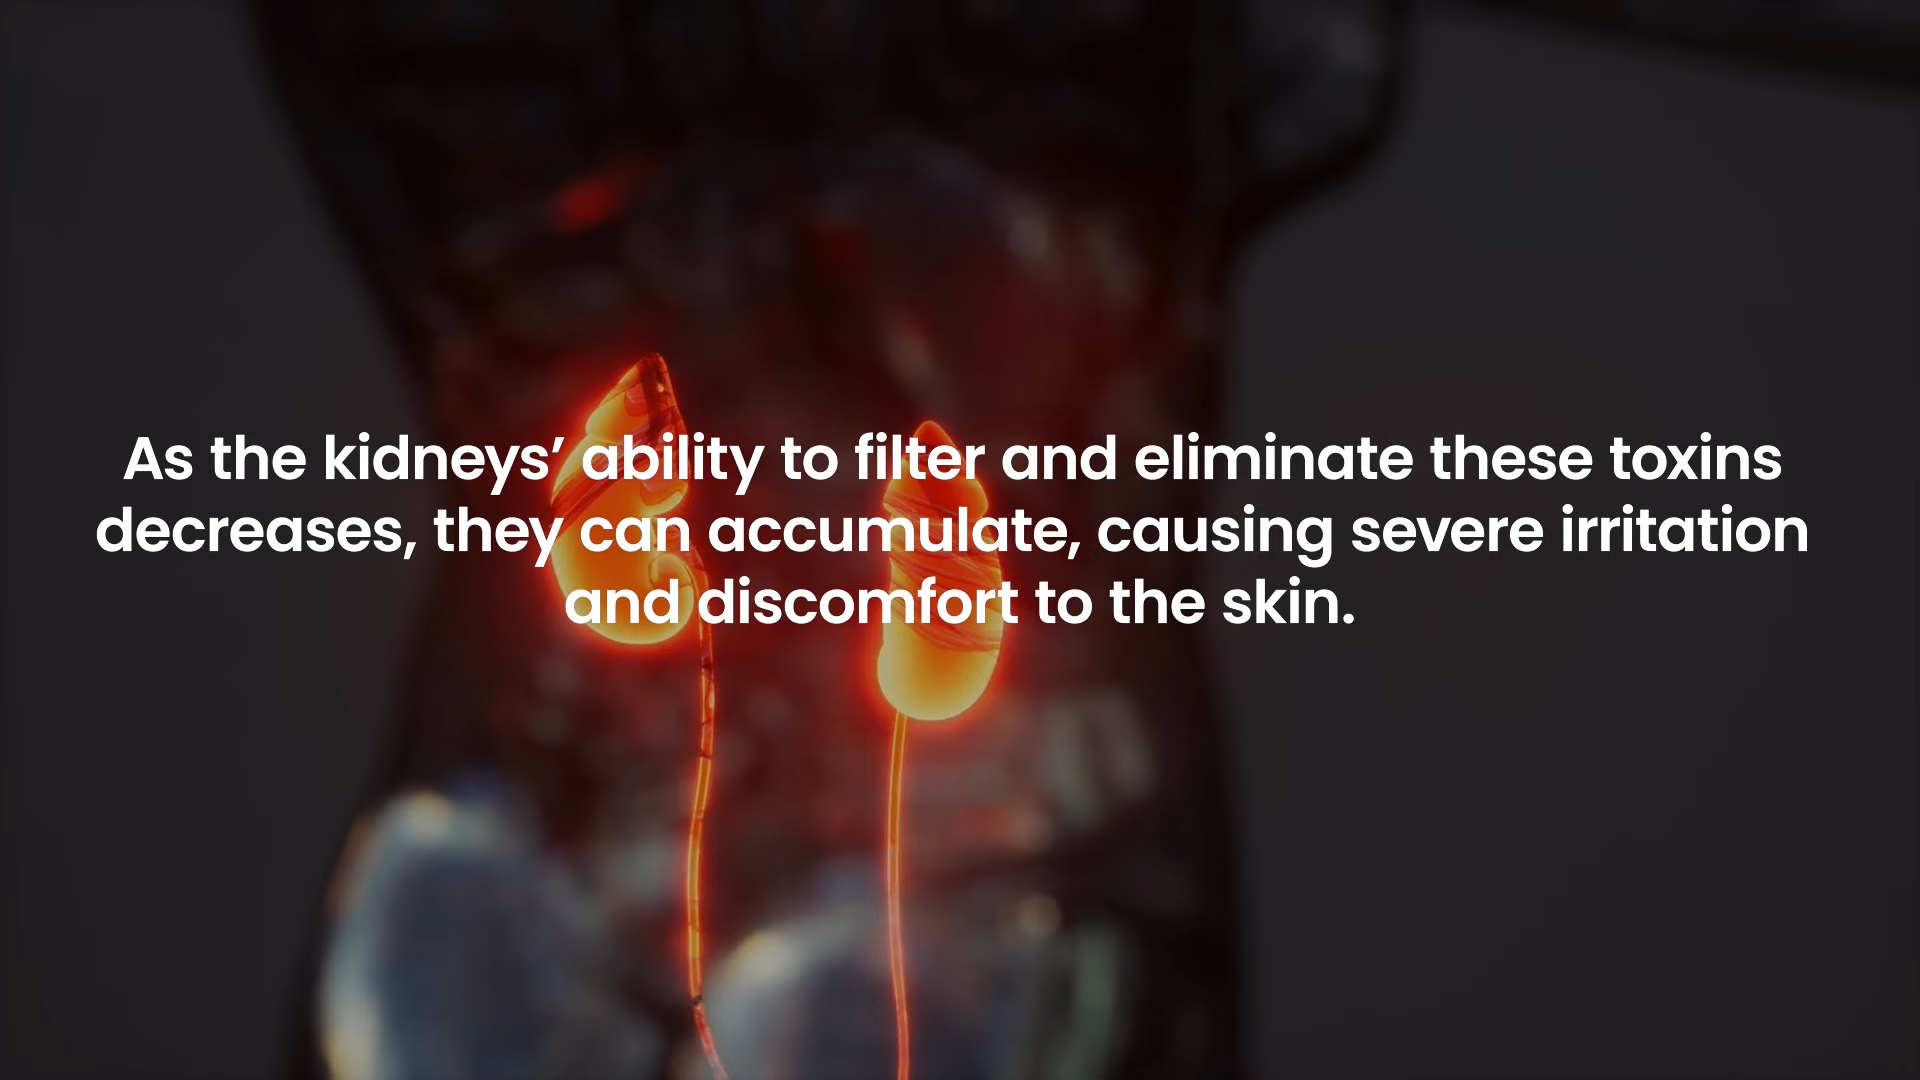 As the kidneys’ ability to filter and eliminate these toxins
decreases, they can accumulate, causing severe irritation
and discomfort to the skin.